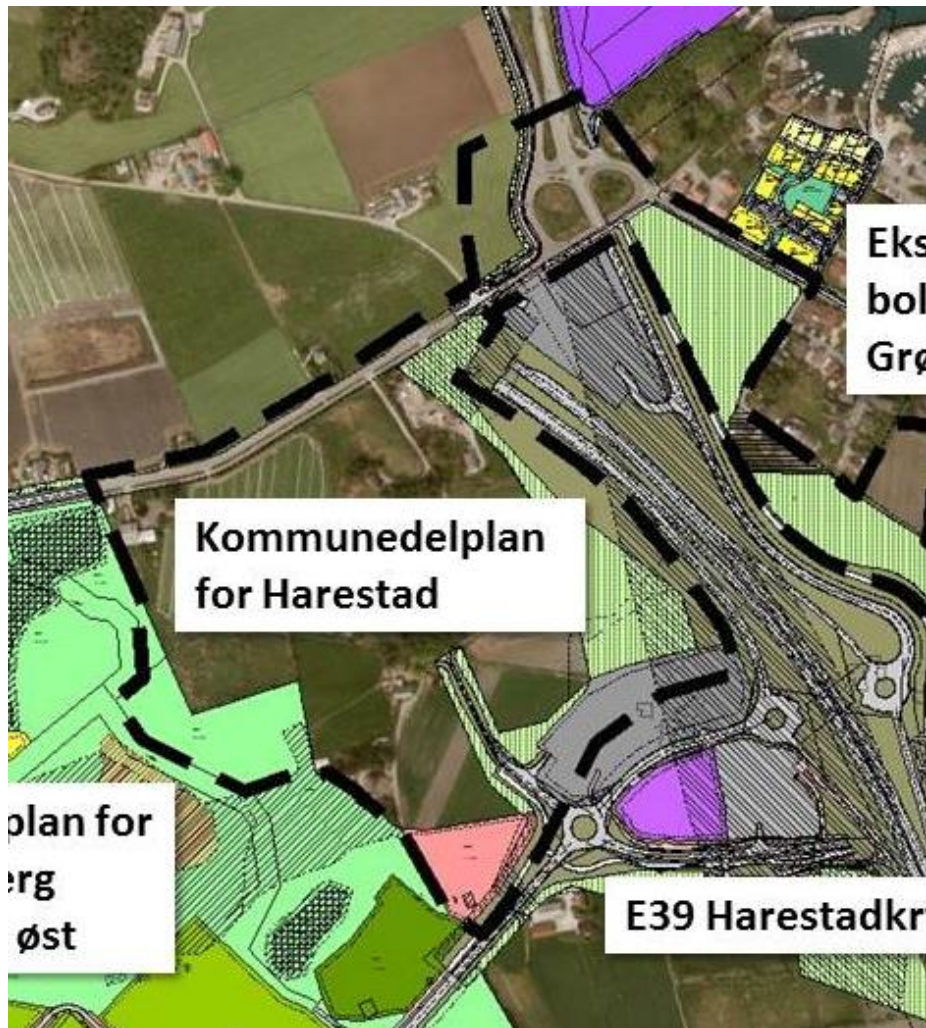 Eks
bol
Grø
Kommunedelplan
for Harestad
plan for
erg
øst
E39 Harestadkr